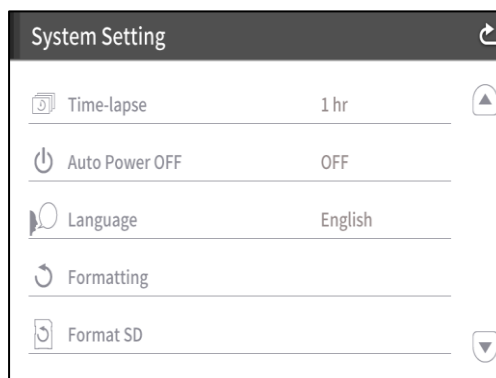 System Setting
Time-lapse 1 hr
Auto Power OFF OFF
Language English
Formatting
Format SD